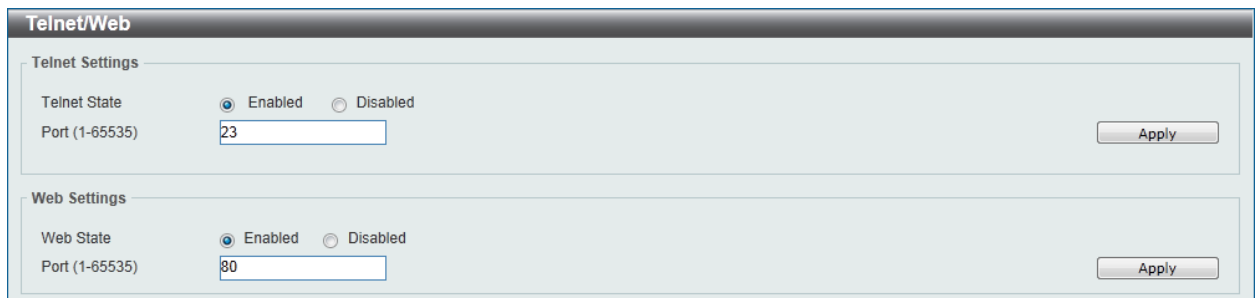 Telnet/Web
Telnet Settings
Telnet State Enabled Disabled
Port (1-65535) 23 Apply
Web Settings
Web State Enabled Disabled
Port (1-65535) 80 Apply